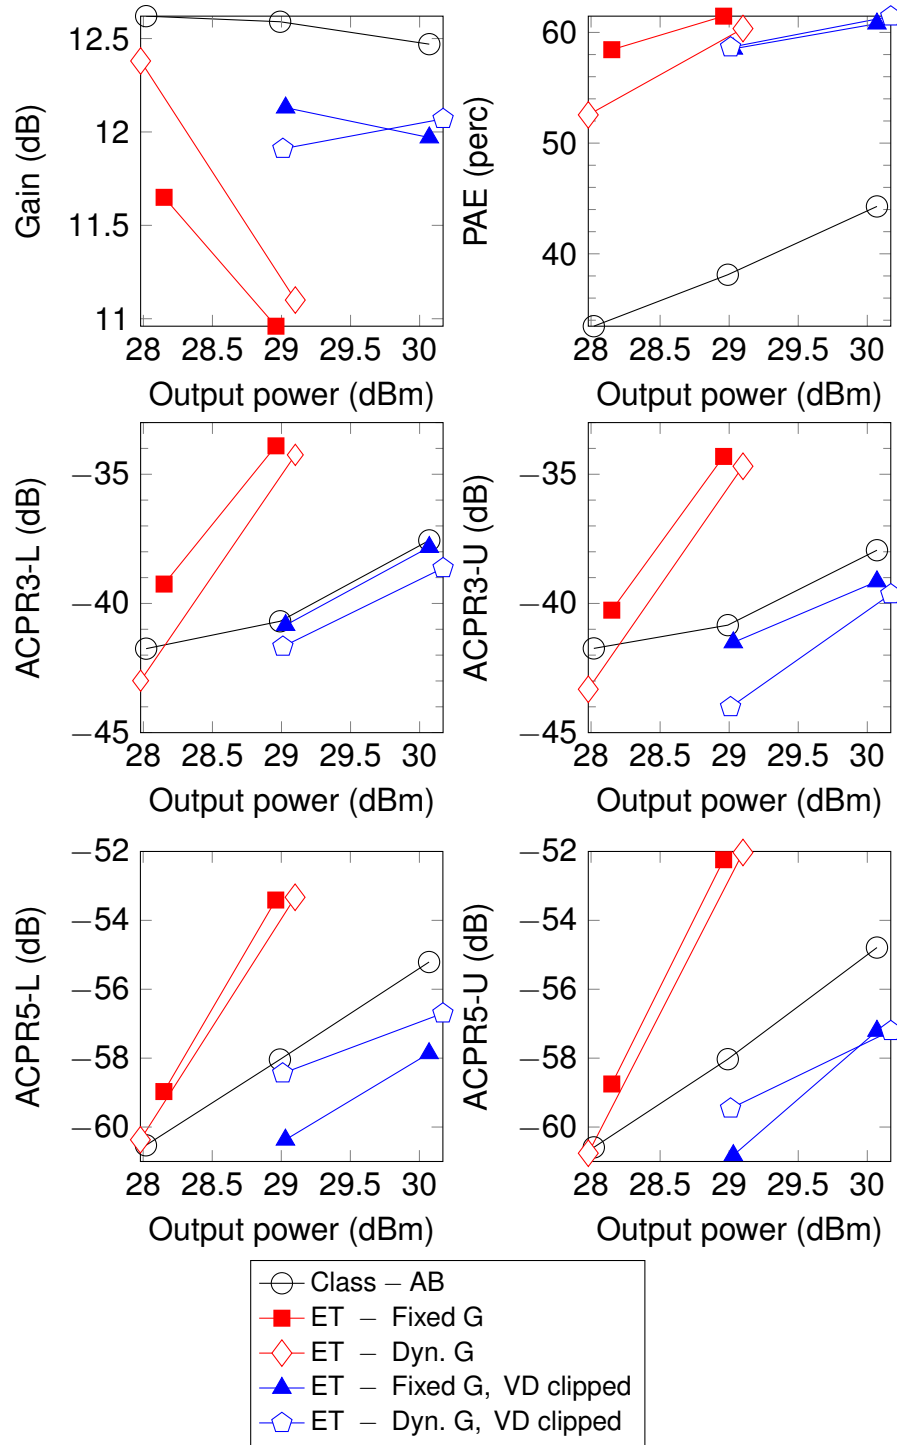 12.5
12
11.5
11
Gain (dB)
28 28.5 29 29.5 30
Output power (dBm)
60
50
40
PAE (perc)
28 28.5 29 29.5 30
Output power (dBm)
−35
−40
−45
ACPR3-L (dB)
28 28.5 29 29.5 30
Output power (dBm)
−35
−40
−45
ACPR3-U (dB)
28 28.5 29 29.5 30
Output power (dBm)
−52
−54
−56
−58
−60
ACPR5-L (dB)
28 28.5 29 29.5 30
Output power (dBm)
−52
−54
−56
−58
−60
ACPR5-U (dB)
28 28.5 29 29.5 30
Output power (dBm)
Class − AB
ET − Fixed G
ET − Dyn. G
ET − Fixed G, VD clipped
ET − Dyn. G, VD clipped